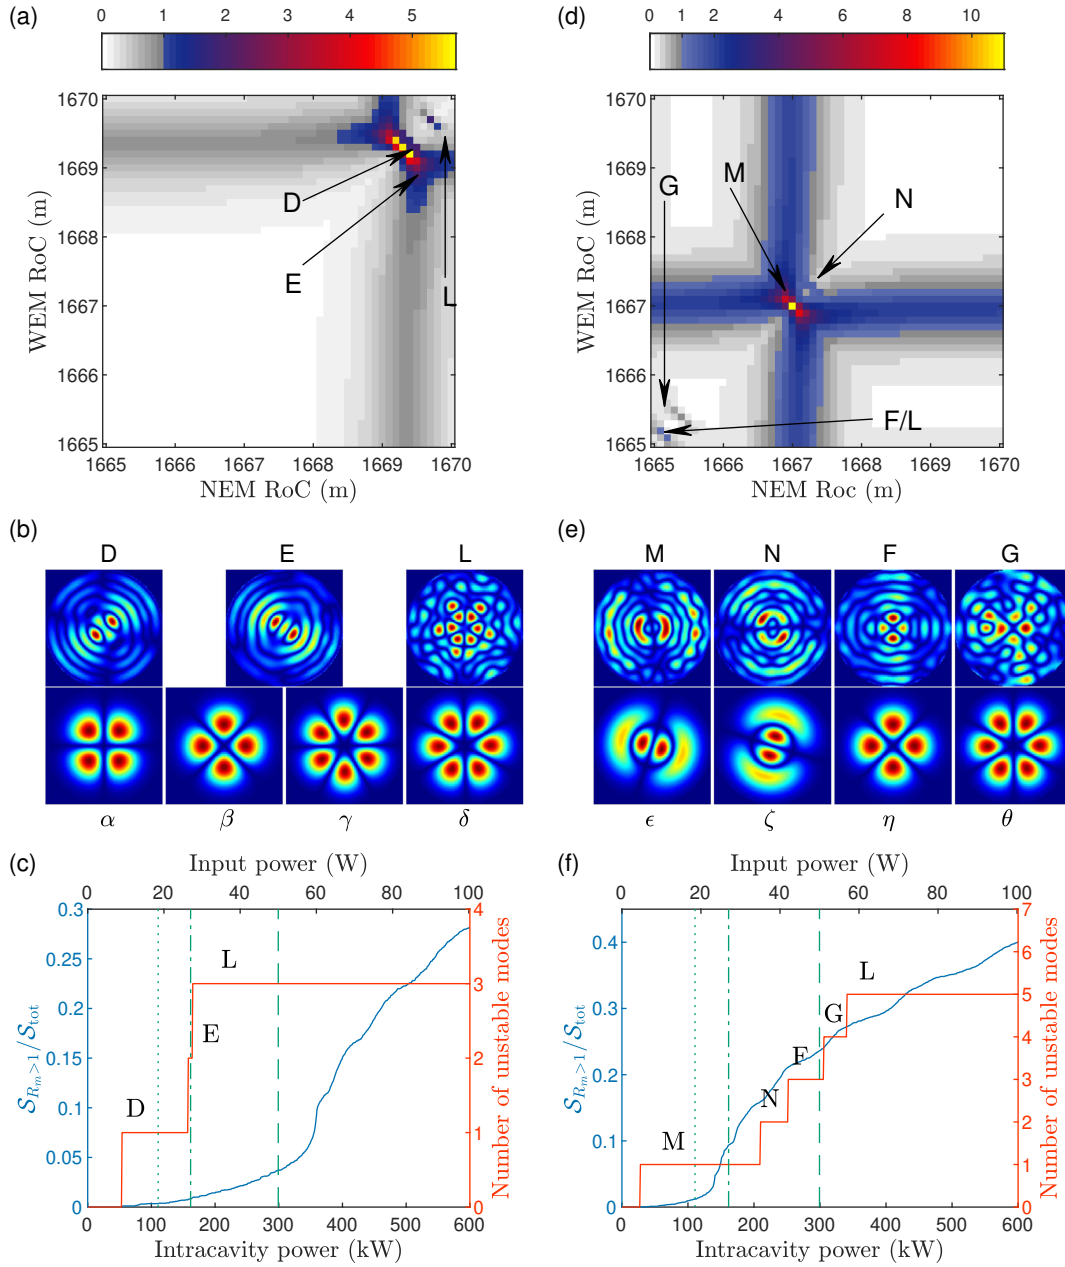 (a)
0 1 2 3 4 5
1670
1669
1668
1667
1666
1665
WEM RoC (m)
D
E
L
1665 1666 1667 1668 1669 1670
NEM RoC (m)
(d)
0 1 2 4 6 8 10
1670
1669
1668
1667
1666
1665
WEM RoC (m)
G
M
N
F/L
1665 1666 1667 1668 1669 1670
NEM Roc (m)
(b)
D E L
α β γ δ
(e)
M N F G
ϵ ζ η θ
(c)
Input power (W)
0 20 40 60 80 100
0.3
0.25
0.2
0.15
0.1
0.05
0
S_{R_m>1}/S_tot
4
3
2
1
0
Number of unstable modes
D
E
L
0 100 200 300 400 500 600
Intracavity power (kW)
(f)
Input power (W)
0 20 40 60 80 100
0.4
0.3
0.2
0.1
0
S_{R_m>1}/S_tot
7
6
5
4
3
2
1
0
Number of unstable modes
M
N
F
G
L
0 100 200 300 400 500 600
Intracavity power (kW)